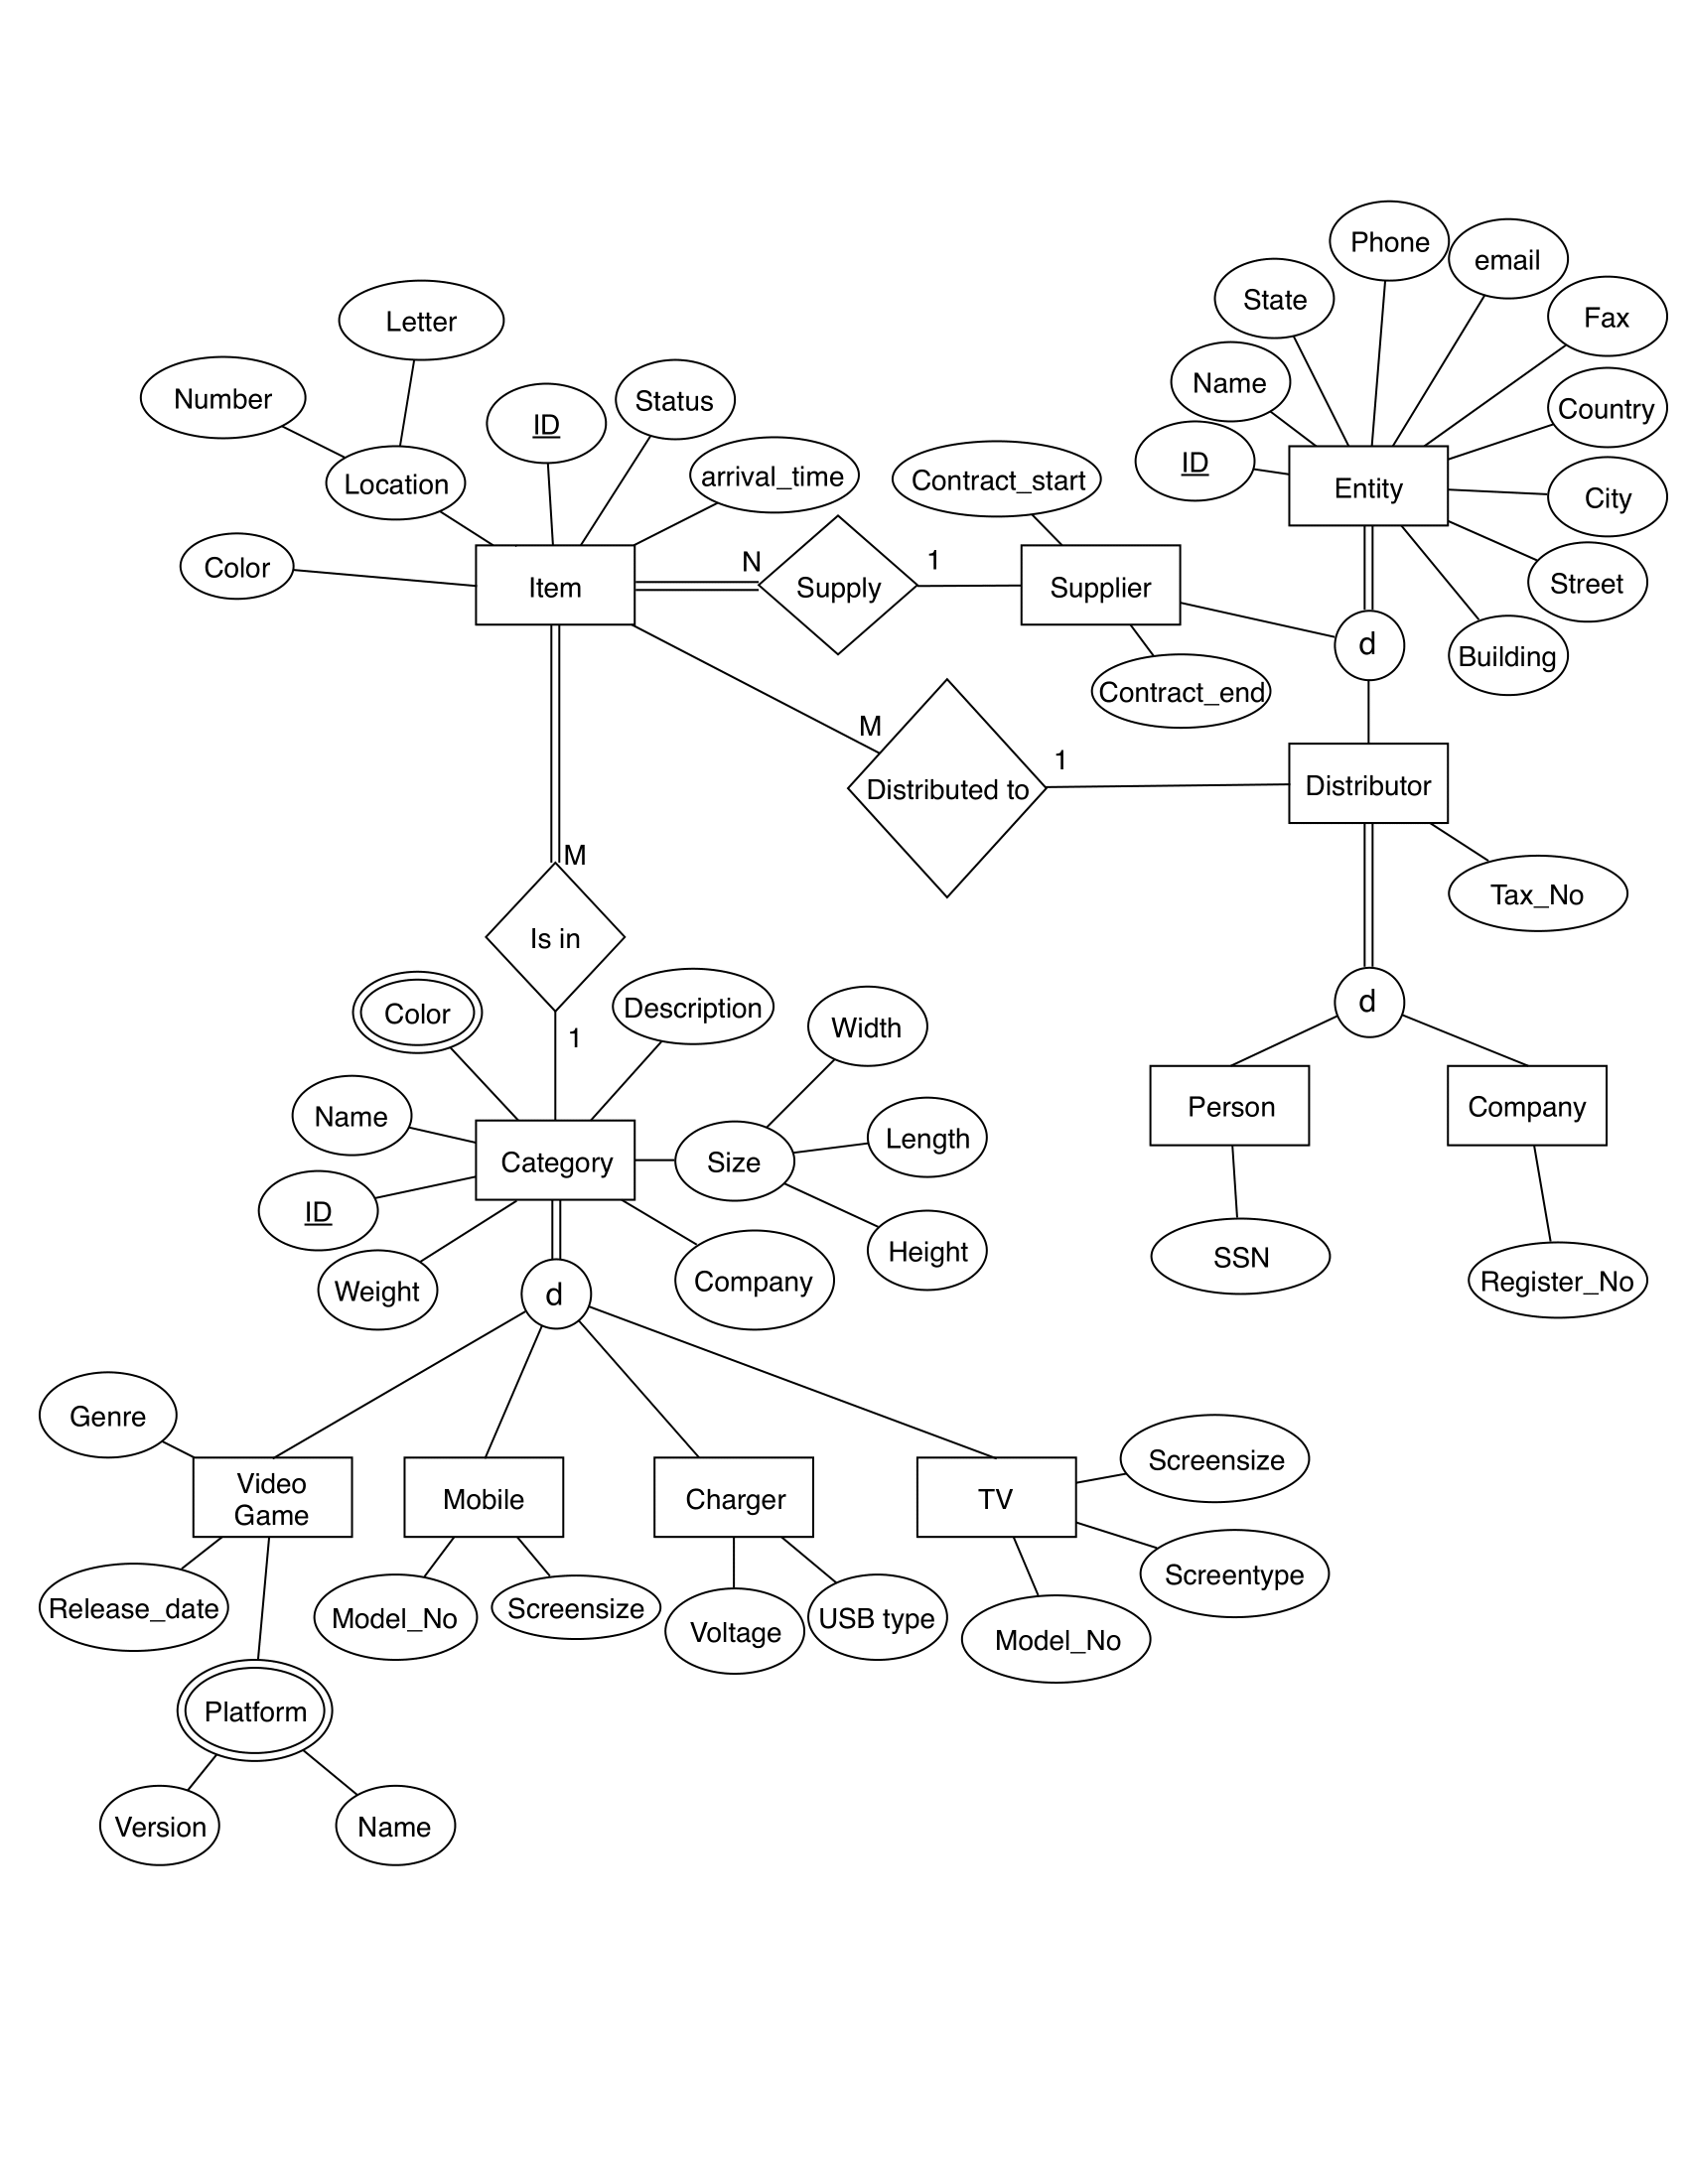 Phone
email
State
Fax
Letter
Name
Number
Country
Status
ID
ID
arrival_time
Contract_start
Location
Entity
City
Color
N
1
Item
Supply
Supplier
Street
d
Building
Contract_end
M
1
Distributed to
Distributor
M
Tax_No
Is in
d
Color
Description
Width
1
Name
Person
Company
Category
Size
Length
ID
Height
SSN
Weight
d
Company
Register_No
Genre
Screensize
Video
Game
Mobile
Charger
TV
Screentype
Release_date
Model_No
Screensize
Voltage
USB type
Model_No
Platform
Version
Name